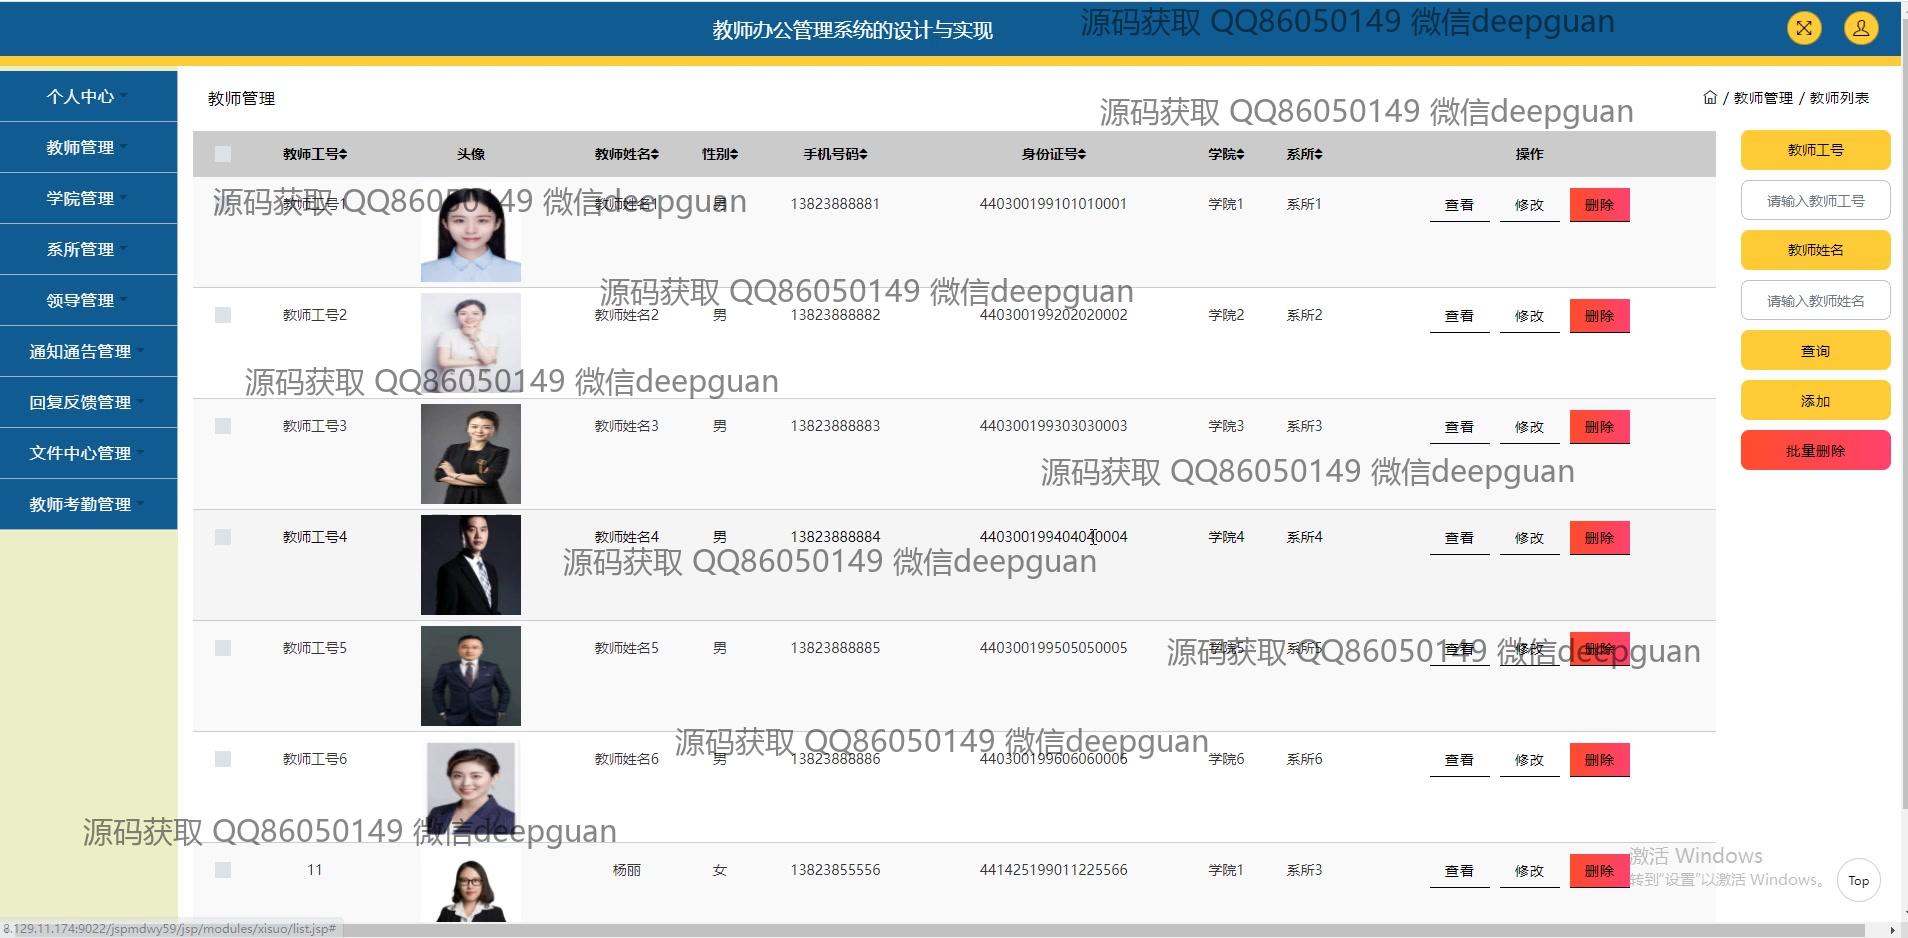 教师办公管理系统的设计与实现
源码获取 QQ86050149 微信deepguan
个人中心
教师管理
学院管理
系所管理
领导管理
通知通告管理
回复反馈管理
文件中心管理
教师考勤管理
教师管理
源码获取 QQ86050149 微信deepguan
/ 教师管理 / 教师列表
教师工号 头像 教师姓名 性别 手机号码 身份证号 学院 系所 操作
教师工号1 教师姓名1 男 13823888881 440300199101010001 学院1 系所1 查看 修改 删除
源码获取 QQ86050149 微信deepguan
源码获取 QQ86050149 微信deepguan
教师工号2 教师姓名2 男 13823888882 440300199202020002 学院2 系所2 查看 修改 删除
源码获取 QQ86050149 微信deepguan
教师工号3 教师姓名3 男 13823888883 440300199303030003 学院3 系所3 查看 修改 删除
源码获取 QQ86050149 微信deepguan
教师工号4 教师姓名4 男 13823888884 440300199404040004 学院4 系所4 查看 修改 删除
源码获取 QQ86050149 微信deepguan
教师工号5 教师姓名5 男 13823888885 440300199505050005 学院5 系所5 查看 修改 删除
源码获取 QQ86050149 微信deepguan
源码获取 QQ86050149 微信deepguan
教师工号6 教师姓名6 男 13823888886 440300199606060006 学院6 系所6 查看 修改 删除
源码获取 QQ86050149 微信deepguan
11 杨丽 女 13823855556 441425199011225566 学院1 系所3 查看 修改 删除
教师工号
请输入教师工号
教师姓名
请输入教师姓名
查询
添加
批量删除
激活 Windows
转到"设置"以激活 Windows。
Top
8.129.11.174:9022/jspmdwy59/jsp/modules/xisuo/list.jsp#